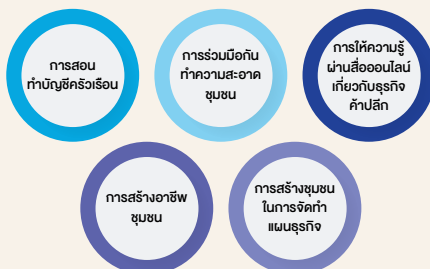 การสอน
ทำบัญชีครัวเรือน
การร่วมมือกัน
ทำความสะอาด
ชุมชน
การให้ความรู้
ผ่านสื่อออนไลน์
เกี่ยวกับธุรกิจ
ค้าปลีก
การสร้างอาชีพ
ชุมชน
การสร้างชุมชน
ในการจัดทำ
แผนธุรกิจ